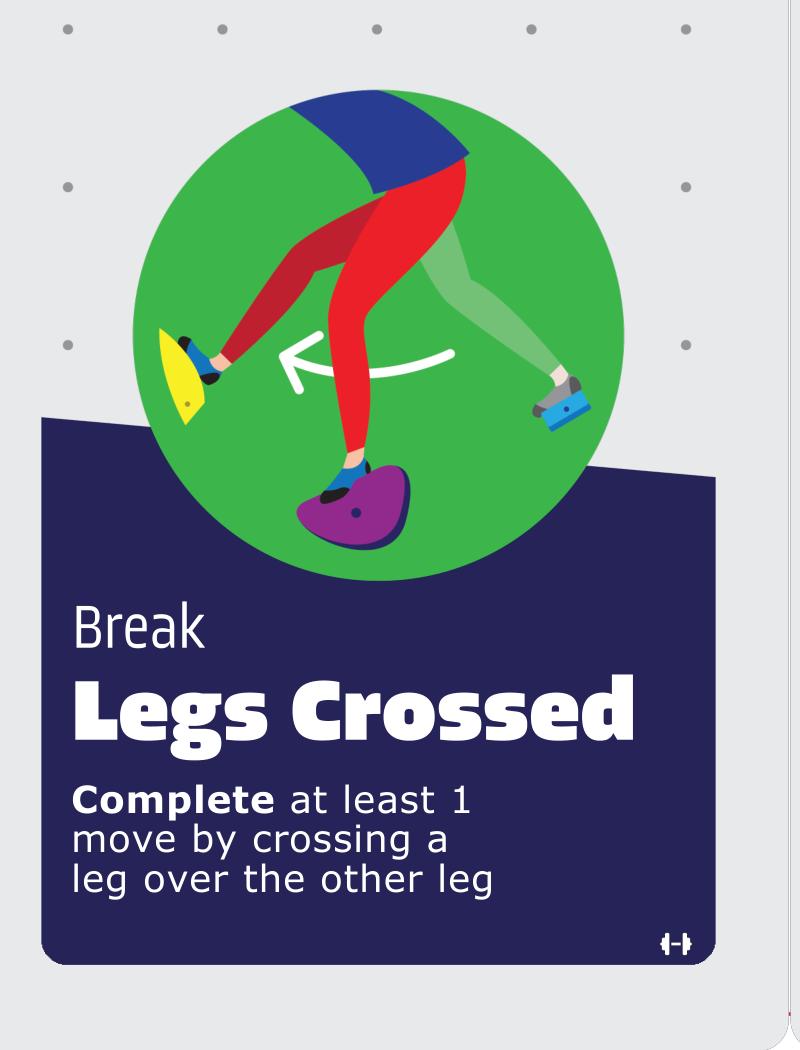 Break
Legs Crossed
Complete at least 1
move by crossing a
leg over the other leg